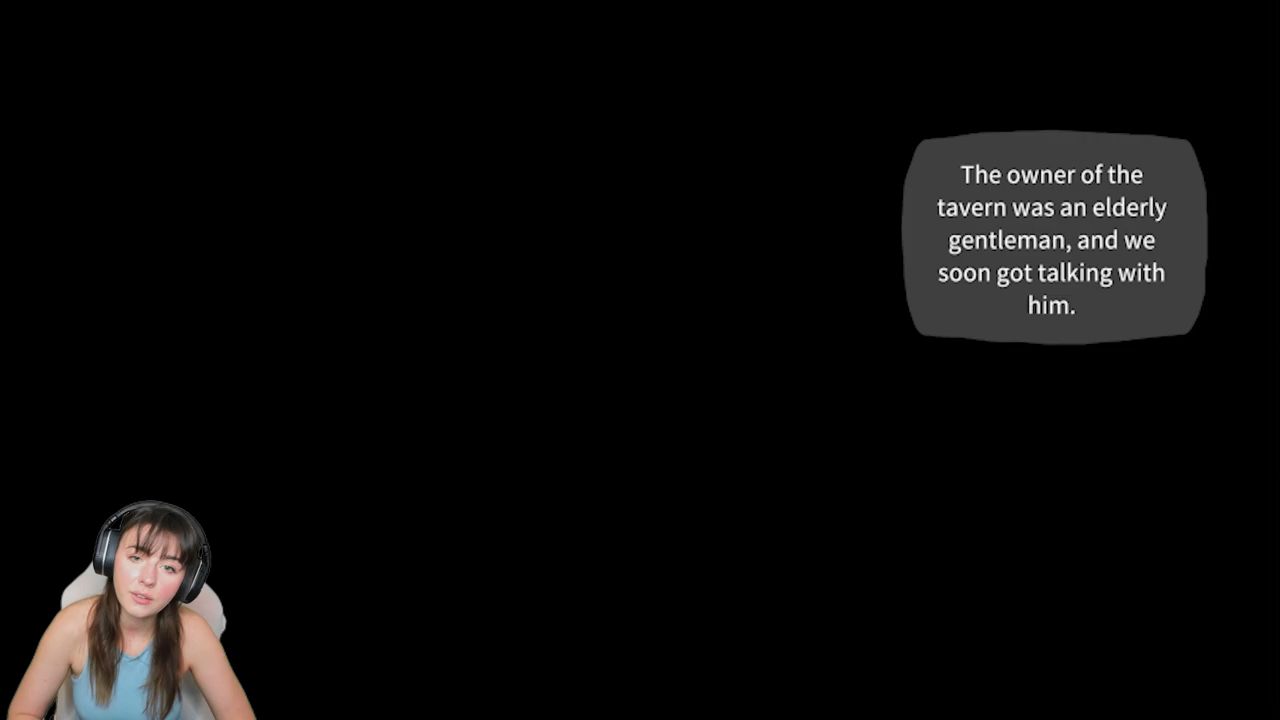 The owner of the
tavern was an elderly
gentleman, and we
soon got talking with
him.